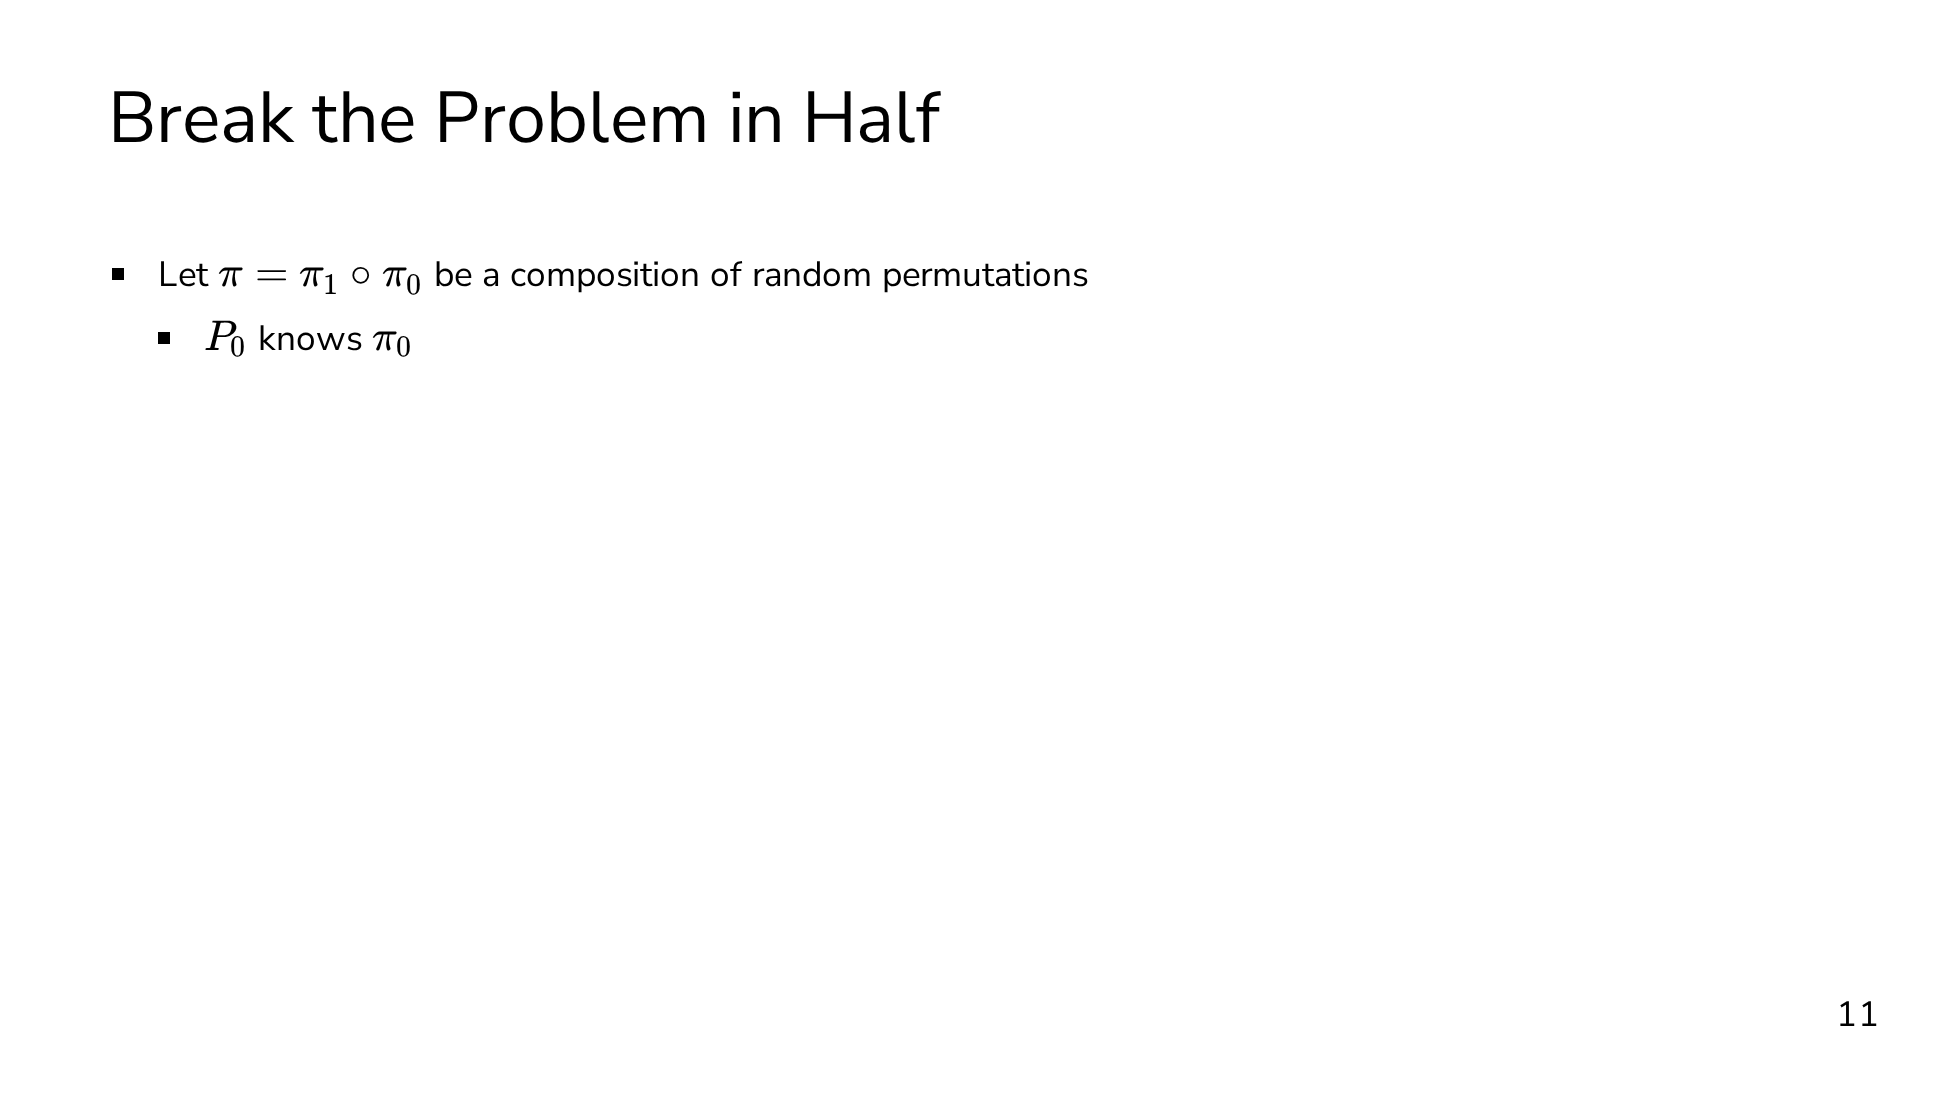 Break the Problem in Half
▪ Let π = π₁ ∘ π₀ be a composition of random permutations
▪ P₀ knows π₀
11